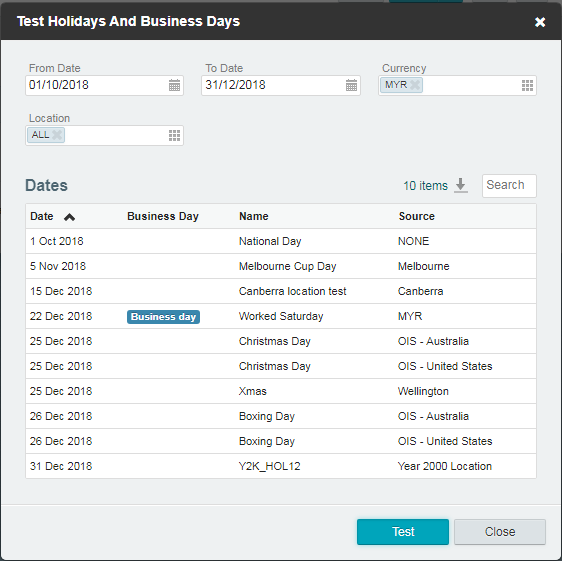 Test Holidays And Business Days
From Date To Date Currency
01/10/2018 31/12/2018 MYR
Location
ALL
Dates 10 items Search
Date Business Day Name Source
1 Oct 2018 National Day NONE
5 Nov 2018 Melbourne Cup Day Melbourne
15 Dec 2018 Canberra location test Canberra
22 Dec 2018 Business day Worked Saturday MYR
25 Dec 2018 Christmas Day OIS - Australia
25 Dec 2018 Christmas Day OIS - United States
25 Dec 2018 Xmas Wellington
26 Dec 2018 Boxing Day OIS - Australia
26 Dec 2018 Boxing Day OIS - United States
31 Dec 2018 Y2K_HOL12 Year 2000 Location
Test Close